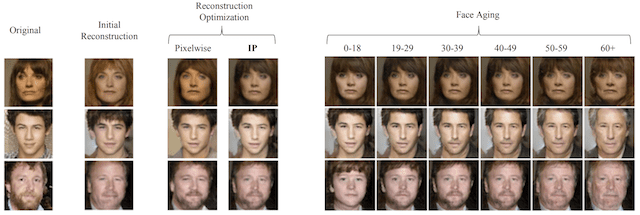 Reconstruction
Optimization
Original
Initial
Reconstruction
Pixelwise
IP
Face Aging
0-18
19-29
30-39
40-49
50-59
60+